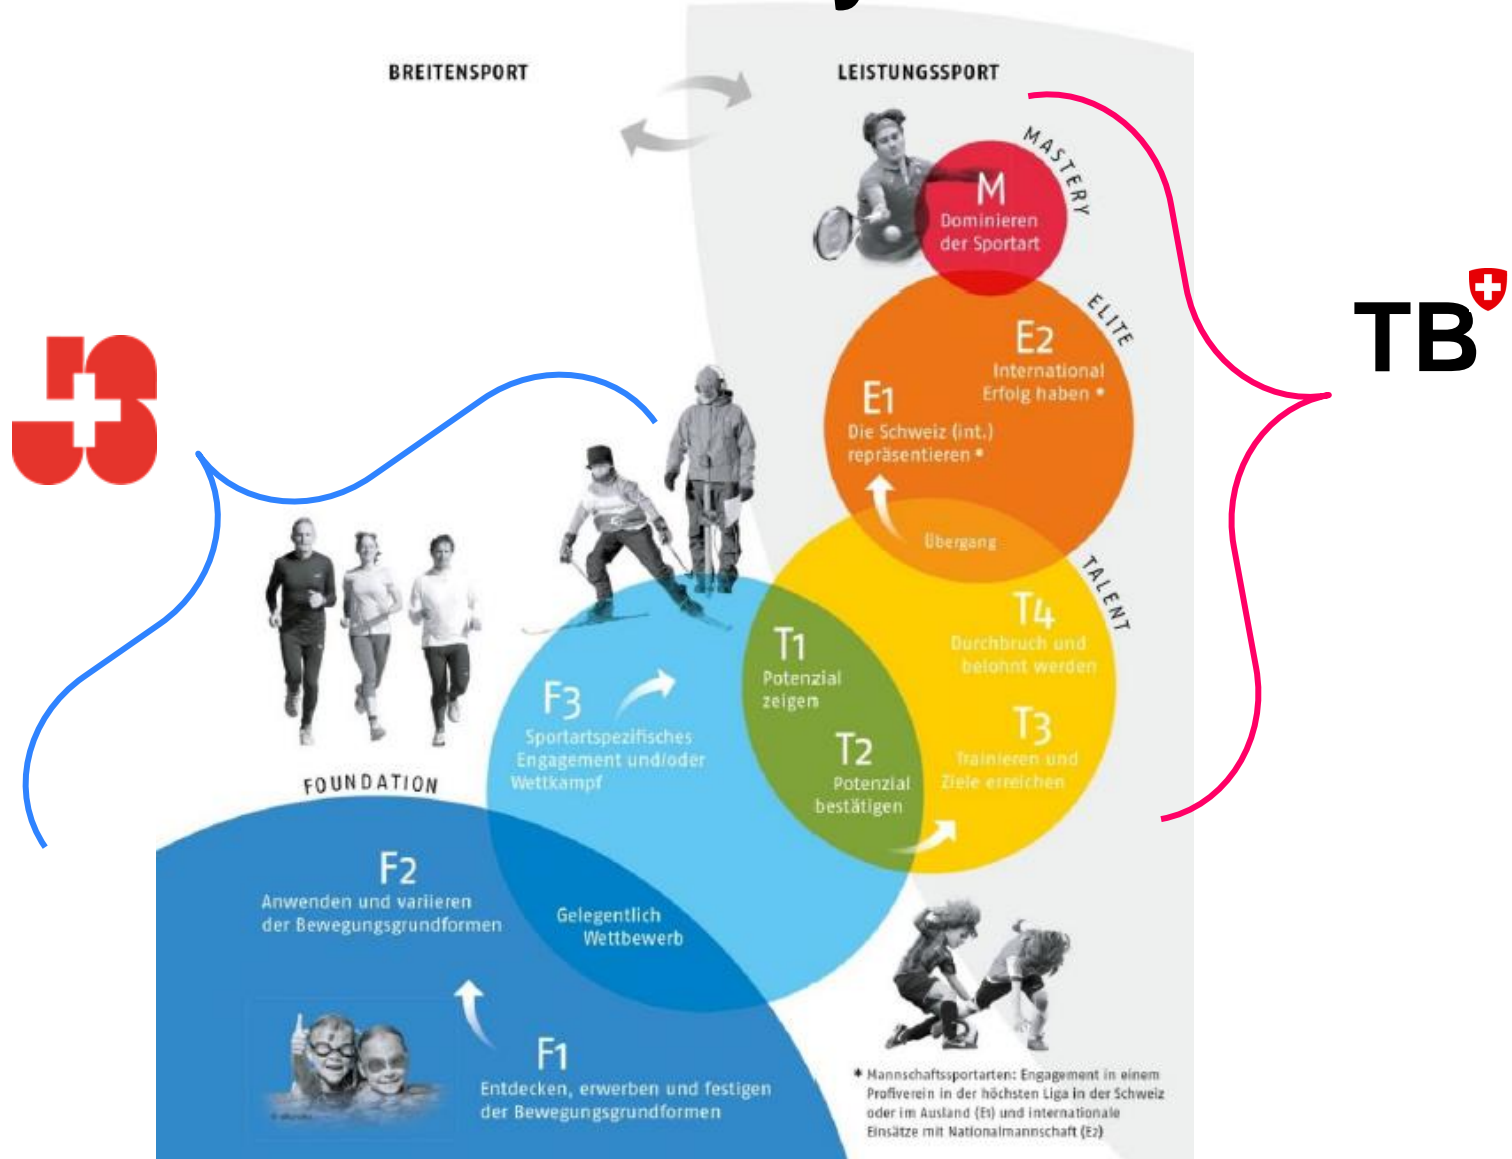 BREITENSPORT
LEISTUNGSSPORT
MASTERY
M
Dominieren
der Sportart
ELITE
E2
International
Erfolg haben *
E1
Die Schweiz (int.)
repräsentieren *
TB
Übergang
TALENT
T4
Durchbruch und
belohnt werden
T1
Potenzial
zeigen
T3
Trainieren und
Ziele erreichen
T2
Potenzial
bestätigen
F3
Sportartspezifisches
Engagement und/oder
Wettkampf
FOUNDATION
F2
Anwenden und variieren
der Bewegungsgrundformen
Gelegentlich
Wettbewerb
F1
Entdecken, erwerben und festigen
der Bewegungsgrundformen
* Mannschaftssportarten: Engagement in einem
Profiverein in der höchsten Liga in der Schweiz
oder im Ausland (E1) und internationale
Einsätze mit Nationalmannschaft (E2)